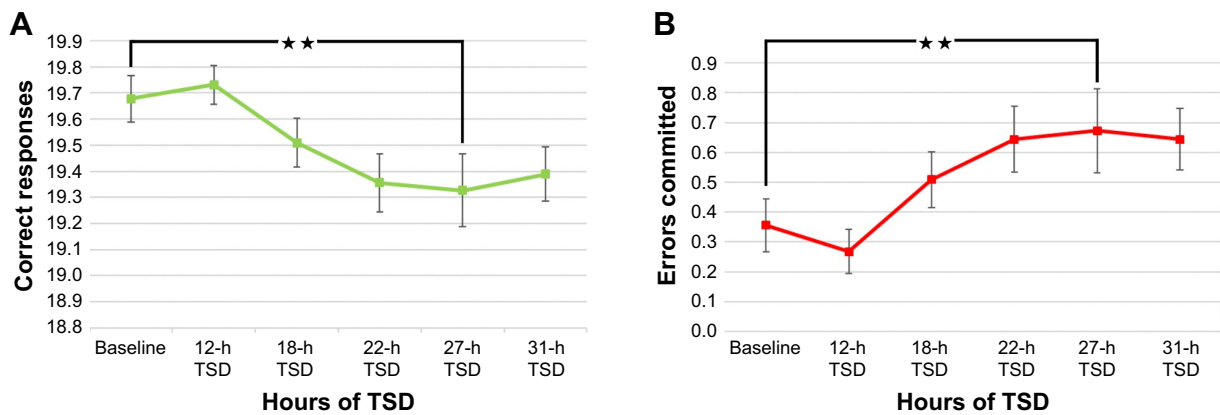 A
Correct responses
19.9
19.8
19.7
19.6
19.5
19.4
19.3
19.2
19.1
19.0
18.9
18.8
★★
Baseline 12-h 18-h 22-h 27-h 31-h
TSD TSD TSD TSD TSD
Hours of TSD
B
Errors committed
0.9
0.8
0.7
0.6
0.5
0.4
0.3
0.2
0.1
0.0
★★
Baseline 12-h 18-h 22-h 27-h 31-h
TSD TSD TSD TSD TSD
Hours of TSD